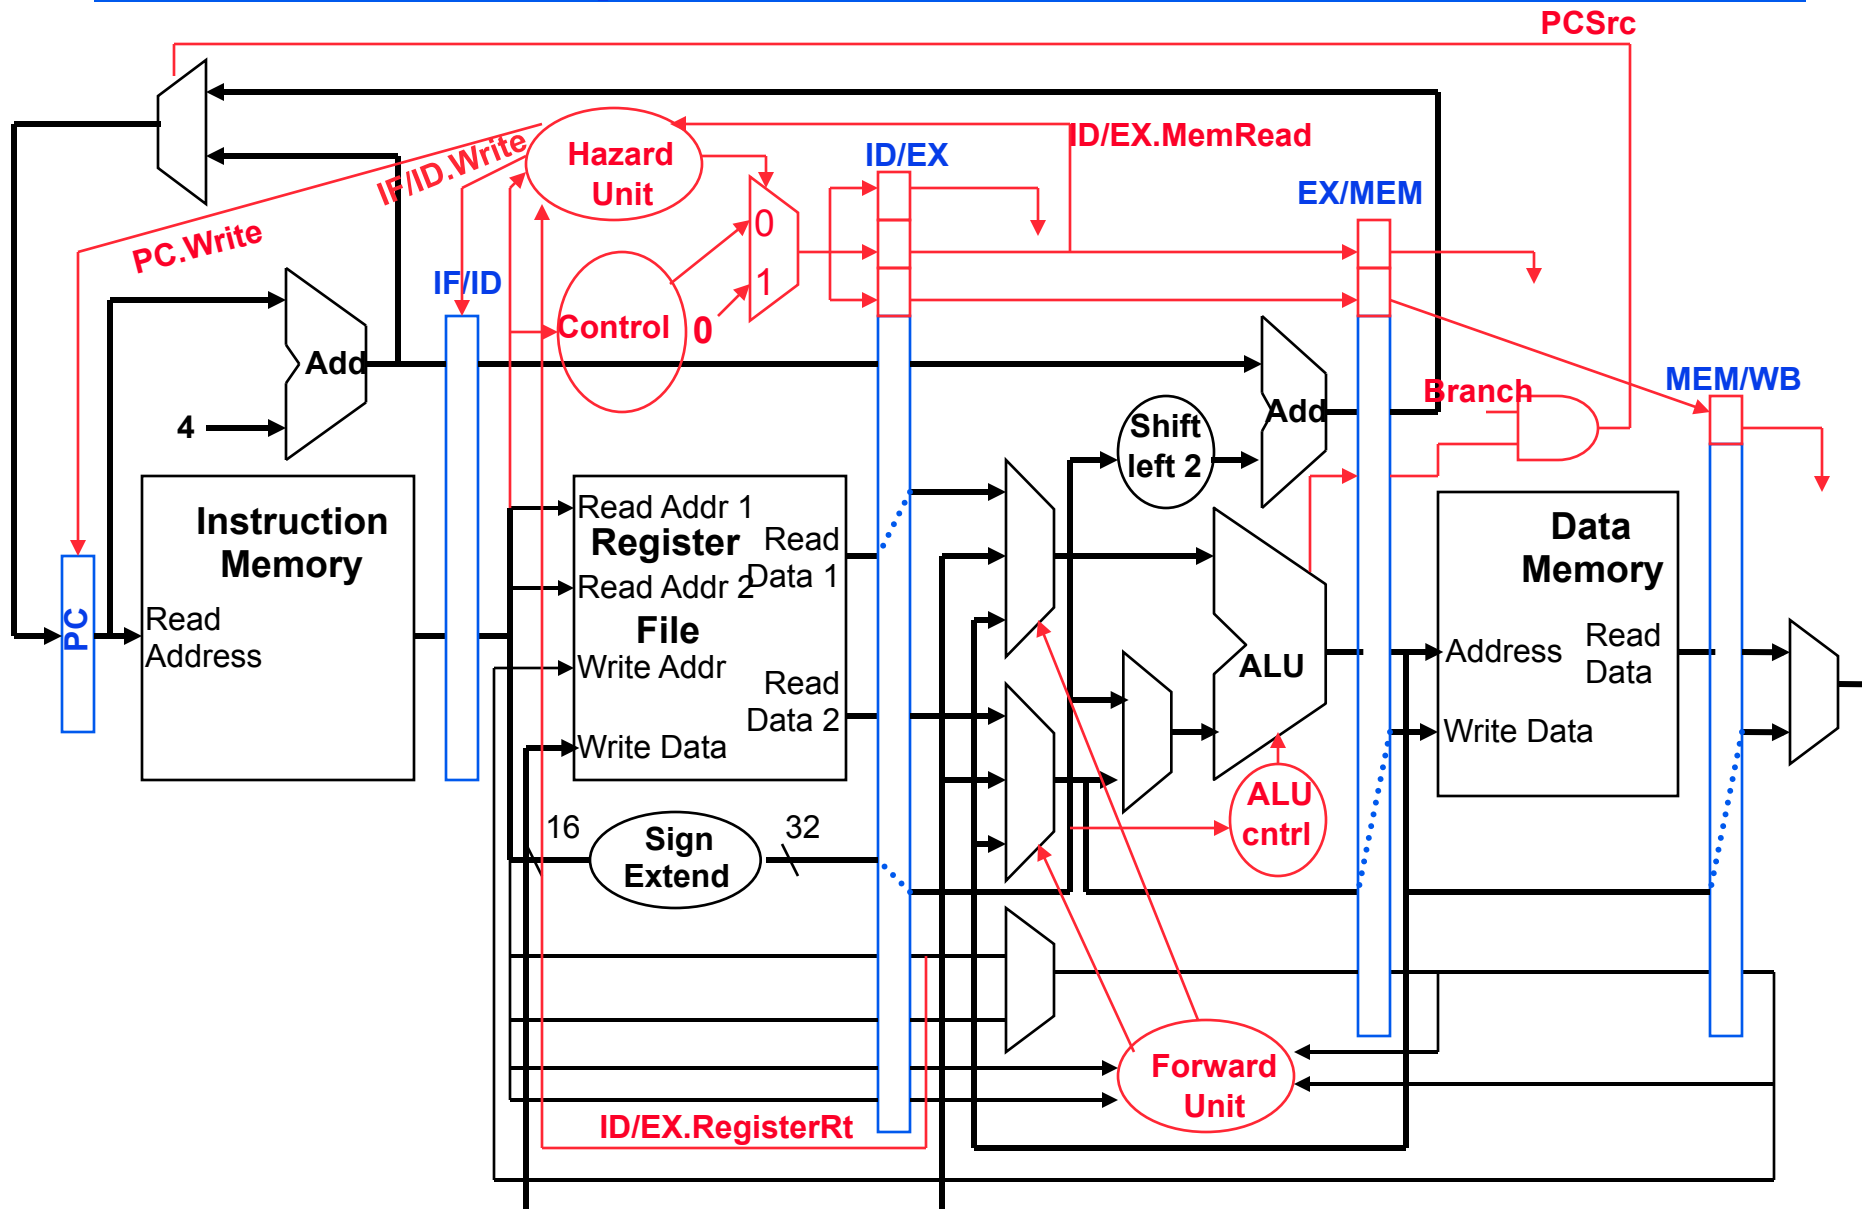 PCSrc
ID/EX.MemRead
Hazard
Unit
ID/EX
IF/ID.Write
EX/MEM
PC.Write
0
1
IF/ID
Control
0
Add
4
Branch
MEM/WB
Shift
left 2
Add
Instruction
Memory
Read Addr 1
Register
Read
Data 1
Read Addr 2
File
Data
Memory
PC
Read
Address
Write Addr
Read
Data 2
Write Data
ALU
Address
Read
Data
Write Data
16
Sign
Extend
32
ALU
cntrl
Forward
Unit
ID/EX.RegisterRt